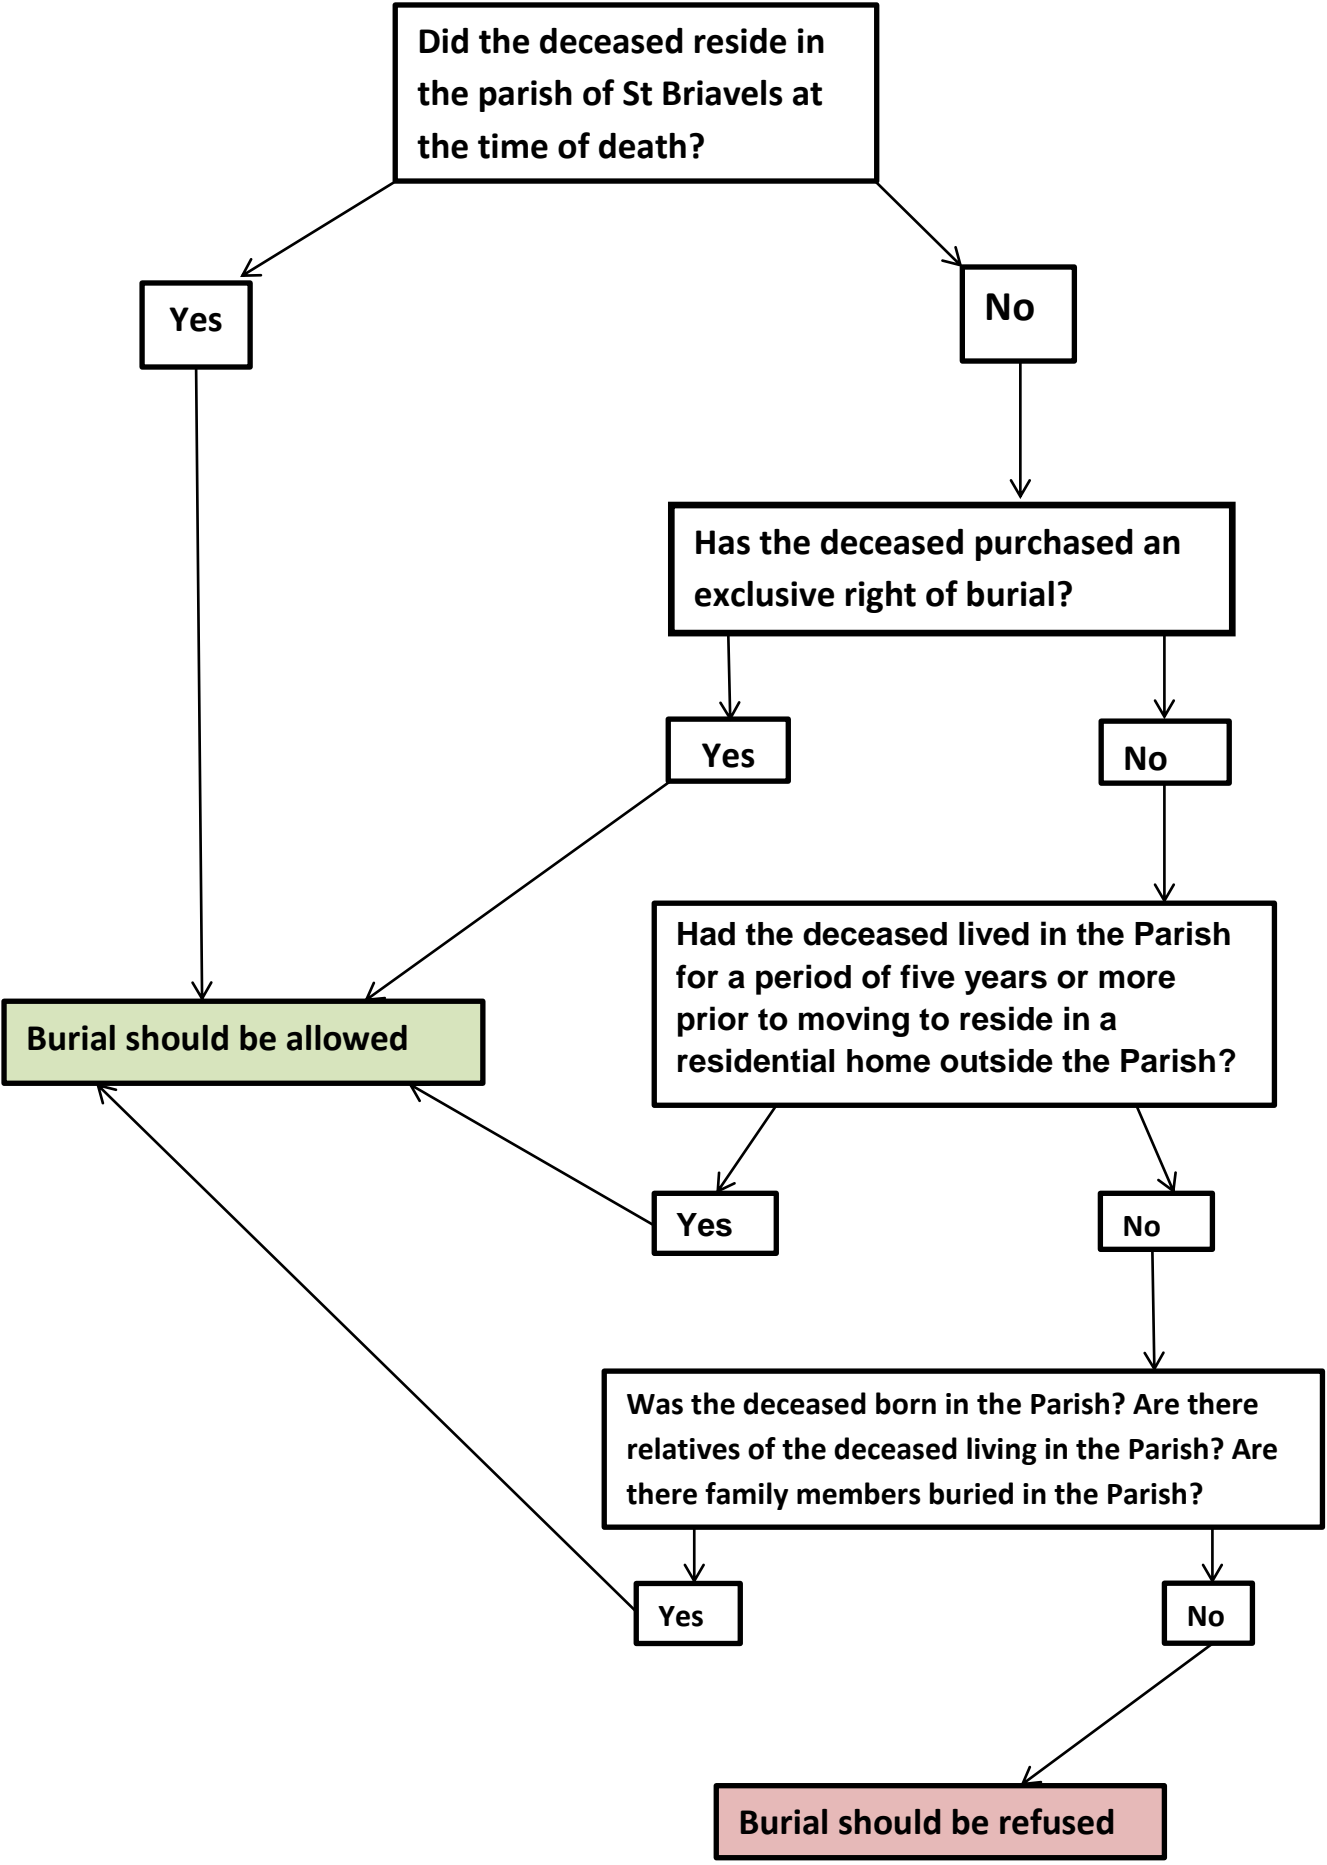 Did the deceased reside in
the parish of St Briavels at
the time of death?
Yes
No
Has the deceased purchased an
exclusive right of burial?
Yes
No
Had the deceased lived in the Parish
for a period of five years or more
prior to moving to reside in a
residential home outside the Parish?
Burial should be allowed
Yes
No
Was the deceased born in the Parish? Are there
relatives of the deceased living in the Parish? Are
there family members buried in the Parish?
Yes
No
Burial should be refused